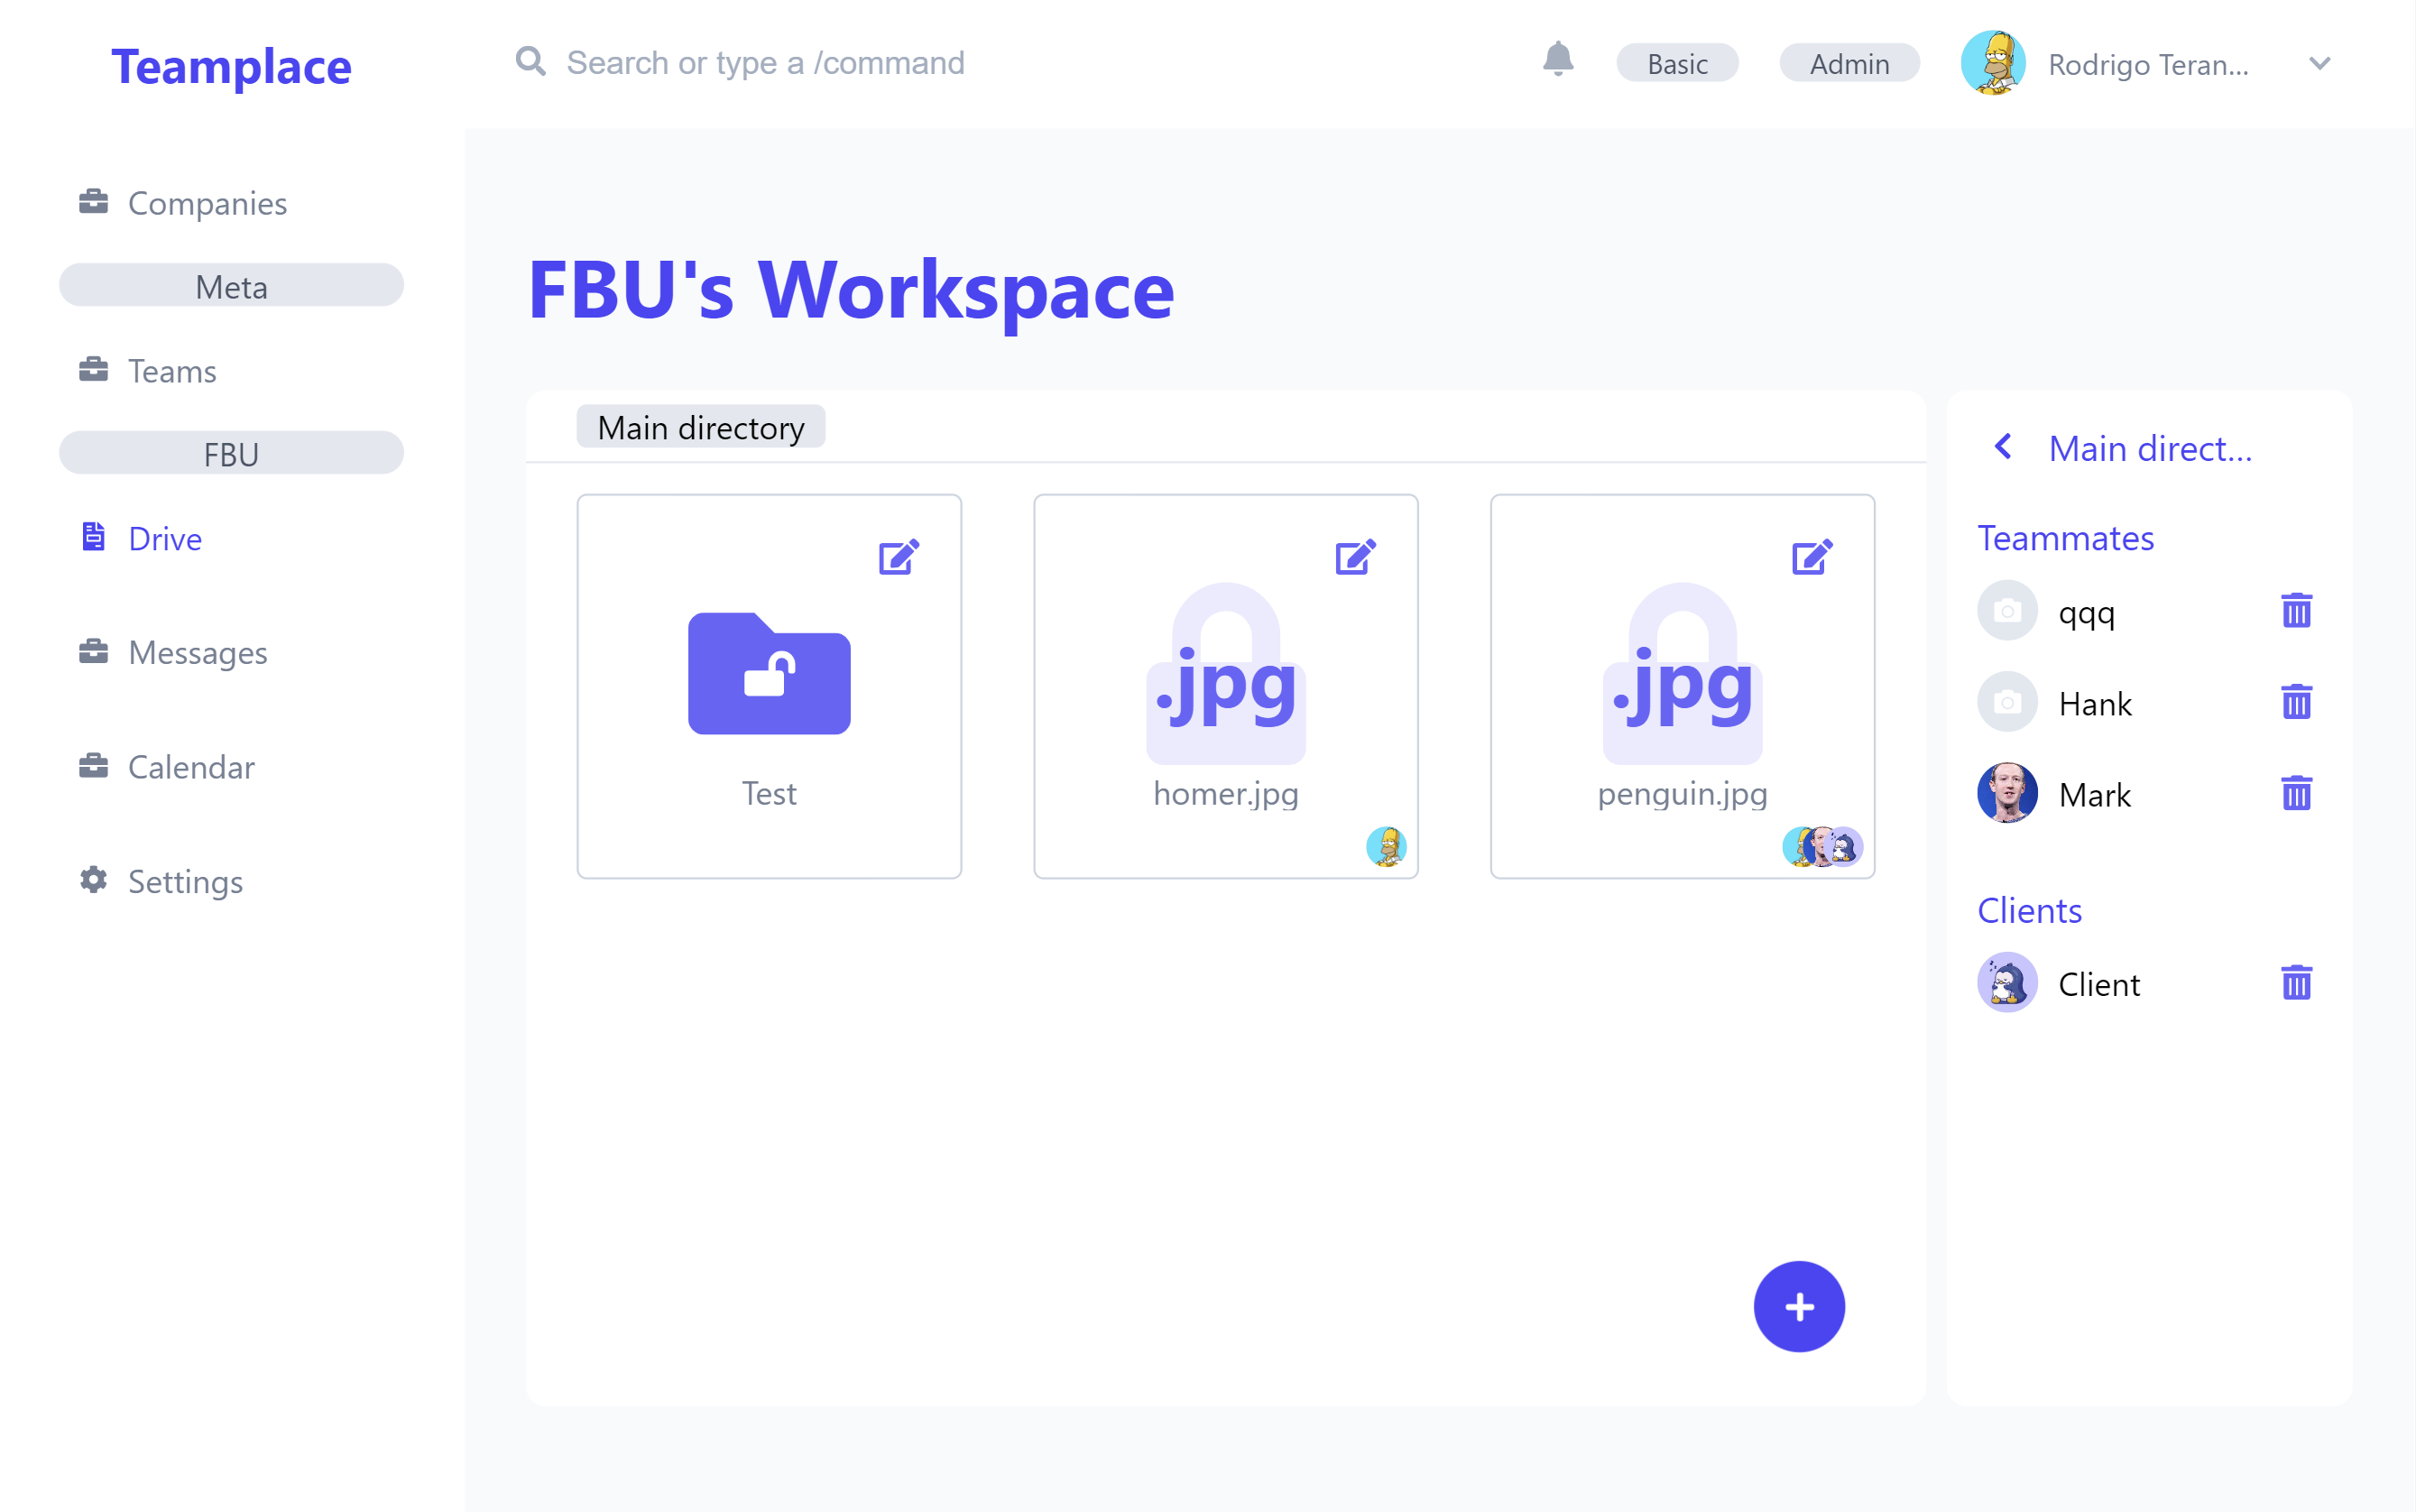 Teamplace
Search or type a /command
Basic
Admin
Rodrigo Teran...
Companies
Meta
Teams
FBU
Drive
Messages
Calendar
Settings
FBU's Workspace
Main directory
Test
.jpg
homer.jpg
.jpg
penguin.jpg
Main direct...
Teammates
qqq
Hank
Mark
Clients
Client